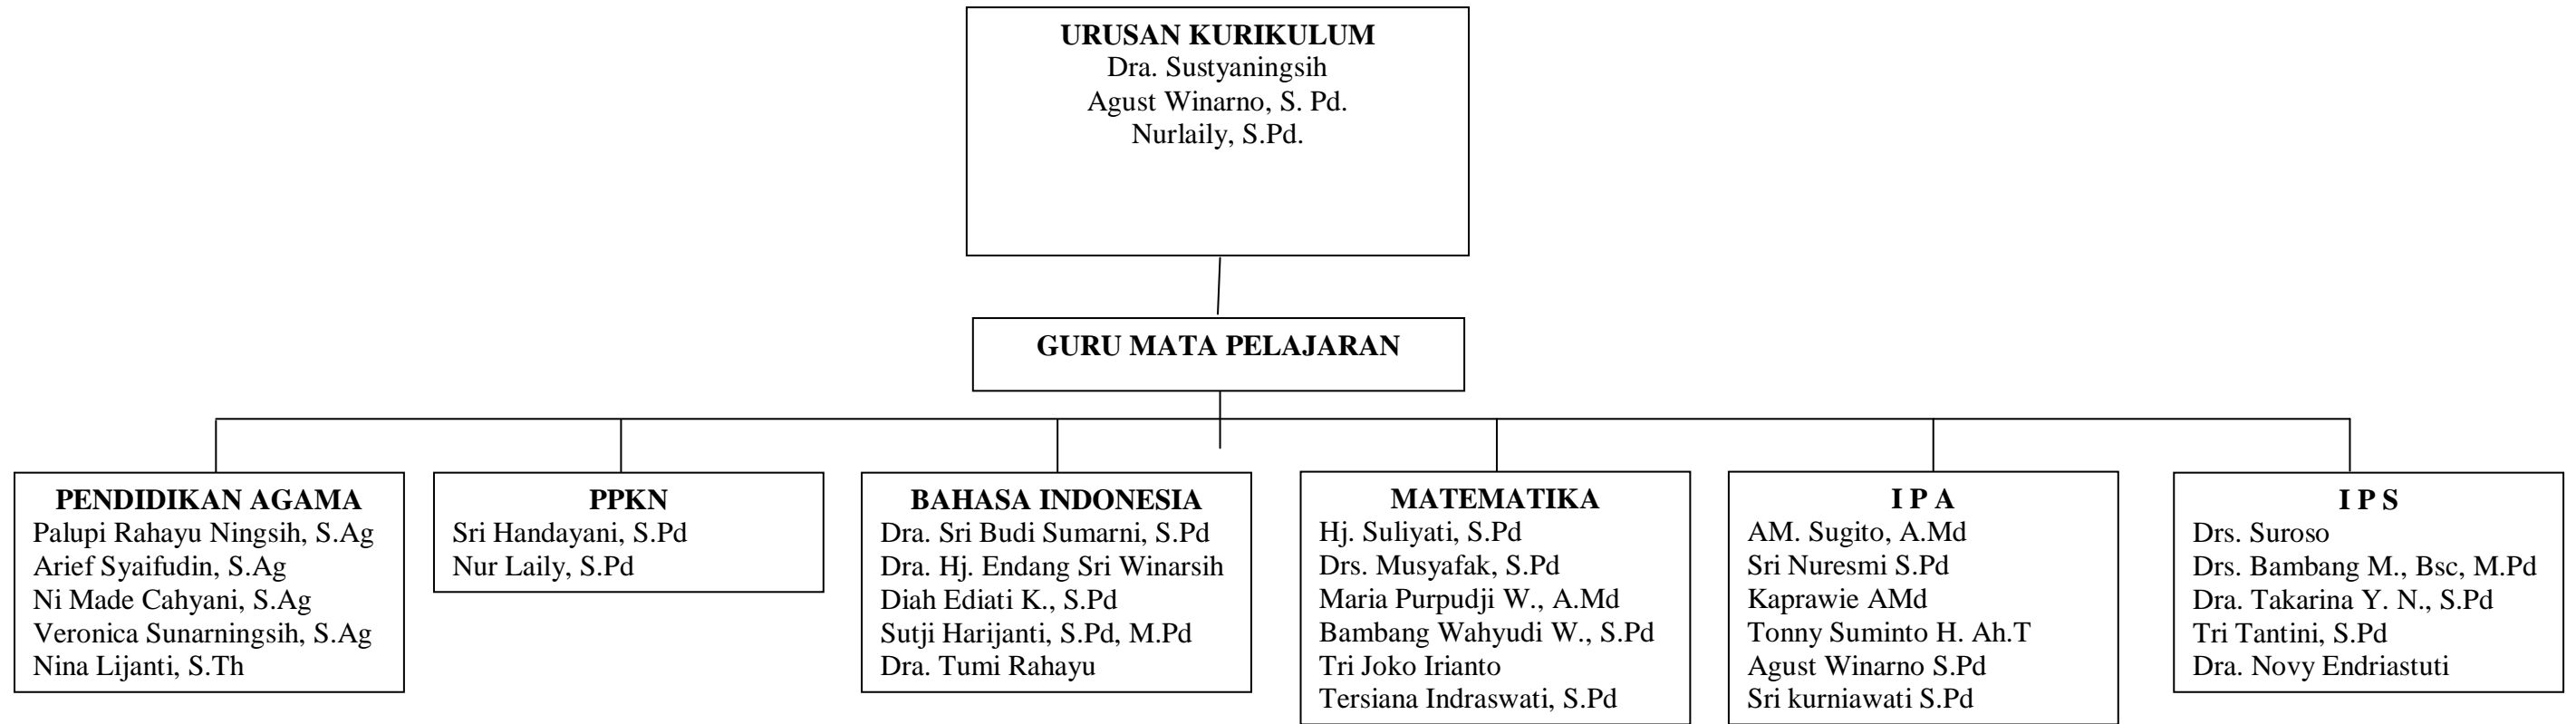 URUSAN KURIKULUM
Dra. Sustyaningsih
Agust Winarno, S. Pd.
Nurlaily, S.Pd.
GURU MATA PELAJARAN
PENDIDIKAN AGAMA
Palupi Rahayu Ningsih, S.Ag
Arief Syaifudin, S.Ag
Ni Made Cahyani, S.Ag
Veronica Sunarningsih, S.Ag
Nina Lijanti, S.Th
PPKN
Sri Handayani, S.Pd
Nur Laily, S.Pd
BAHASA INDONESIA
Dra. Sri Budi Sumarni, S.Pd
Dra. Hj. Endang Sri Winarsih
Diah Ediati K., S.Pd
Sutji Harijanti, S.Pd, M.Pd
Dra. Tumi Rahayu
MATEMATIKA
Hj. Suliyati, S.Pd
Drs. Musyafak, S.Pd
Maria Purpudji W., A.Md
Bambang Wahyudi W., S.Pd
Tri Joko Irianto
Tersiana Indraswati, S.Pd
I P A
AM. Sugito, A.Md
Sri Nuresmi S.Pd
Kaprawie AMd
Tonny Suminto H. Ah.T
Agust Winarno S.Pd
Sri kurniawati S.Pd
I P S
Drs. Suroso
Drs. Bambang M., Bsc, M.Pd
Dra. Takarina Y. N., S.Pd
Tri Tantini, S.Pd
Dra. Novy Endriastuti